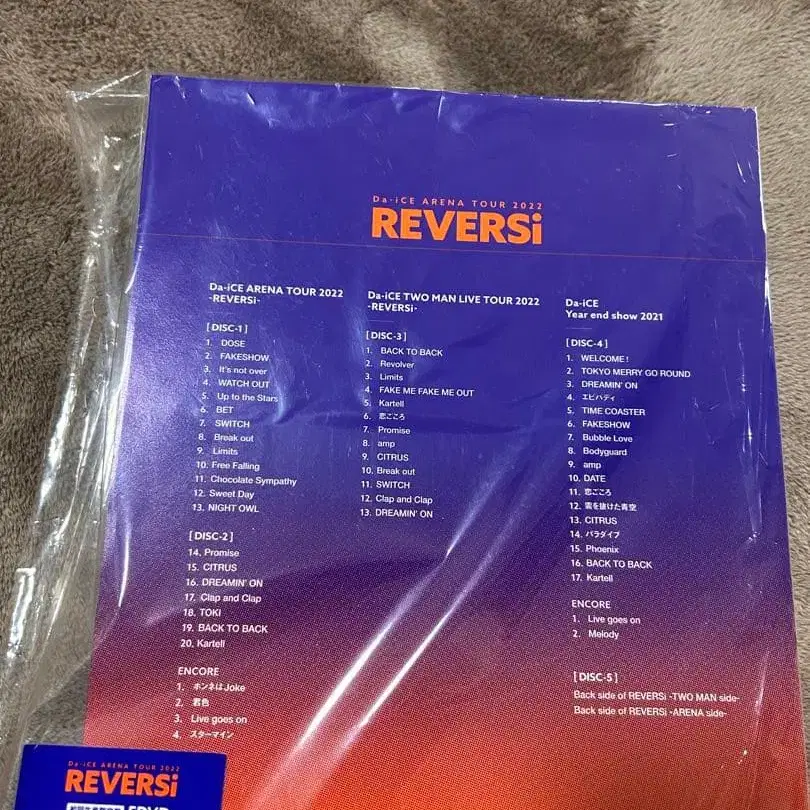 Da-iCE ARENA TOUR 2022
REVERSi
Da-iCE ARENA TOUR 2022
-REVERSi-
[DISC-1]
1. DOSE
2. FAKESHOW
3. It's not over
4. WATCH OUT
5. Up to the Stars
6. BET
7. SWITCH
8. Break out
9. Limits
10. Free Falling
11. Chocolate Sympathy
12. Sweet Day
13. NIGHT OWL
[DISC-2]
14. Promise
15. CITRUS
16. DREAMIN' ON
17. Clap and Clap
18. TOKI
19. BACK TO BACK
20. Kartell
ENCORE
1. ホンネはJoke
2. 君色
3. Live goes on
4. スターマイン
Da-iCE TWO MAN LIVE TOUR 2022
-REVERSi-
[DISC-3]
1. BACK TO BACK
2. Revolver
3. Limits
4. FAKE ME FAKE ME OUT
5. Kartell
6.恋ごころ
7. Promise
8. amp
9. CITRUS
10. Break out
11. SWITCH
12. Clap and Clap
13. DREAMIN' ON
Da-iCE
Year end show 2021
[DISC-4]
1. WELCOME!
2. TOKYO MERRY GO ROUND
3. DREAMIN' ON
4. エビバディ
5. TIME COASTER
6. FAKESHOW
7. Bubble Love
8. Bodyguard
9. amp
10. DATE
11.恋ごころ
12. 雲を抜けた青空
13. CITRUS
14. パラダイブ
15. Phoenix
16. BACK TO BACK
17. Kartell
ENCORE
1. Live goes on
2. Melody
[DISC-5]
Back side of REVERSi -TWO MAN side-
Back side of REVERSi -ARENA side-
Da-iCE ARENA TOUR 2022
REVERSi